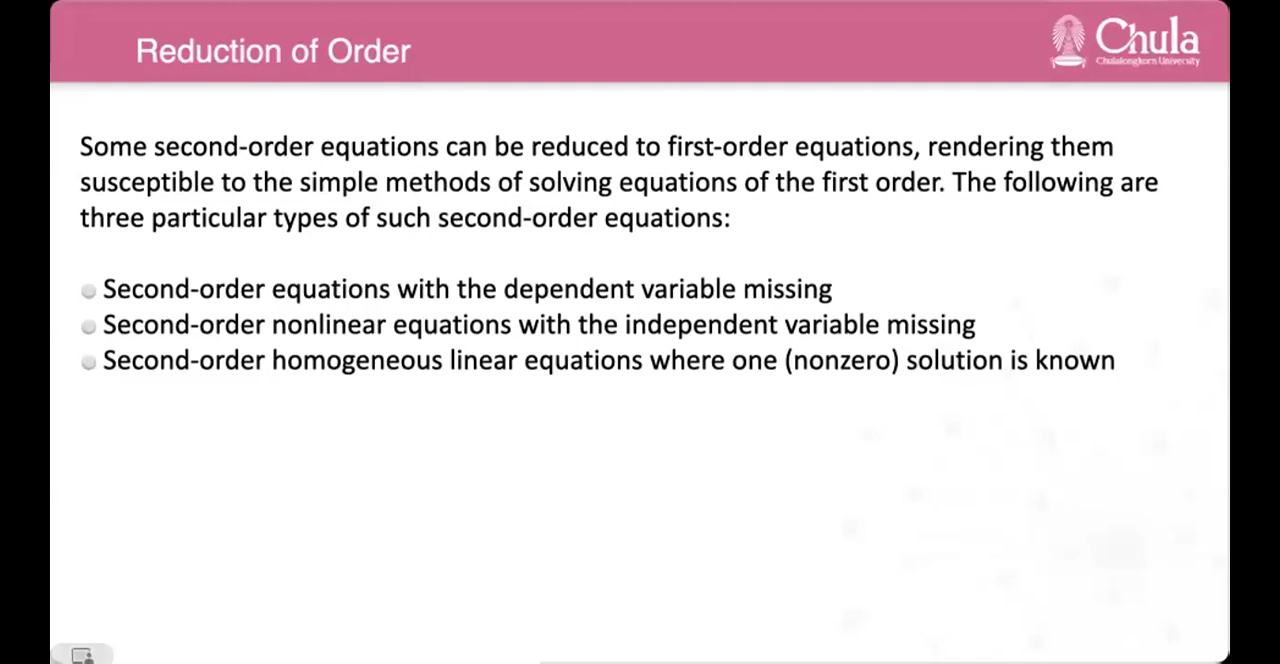 Reduction of Order
Chula
Chulalongkorn University
Some second-order equations can be reduced to first-order equations, rendering them
susceptible to the simple methods of solving equations of the first order. The following are
three particular types of such second-order equations:
Second-order equations with the dependent variable missing
Second-order nonlinear equations with the independent variable missing
Second-order homogeneous linear equations where one (nonzero) solution is known